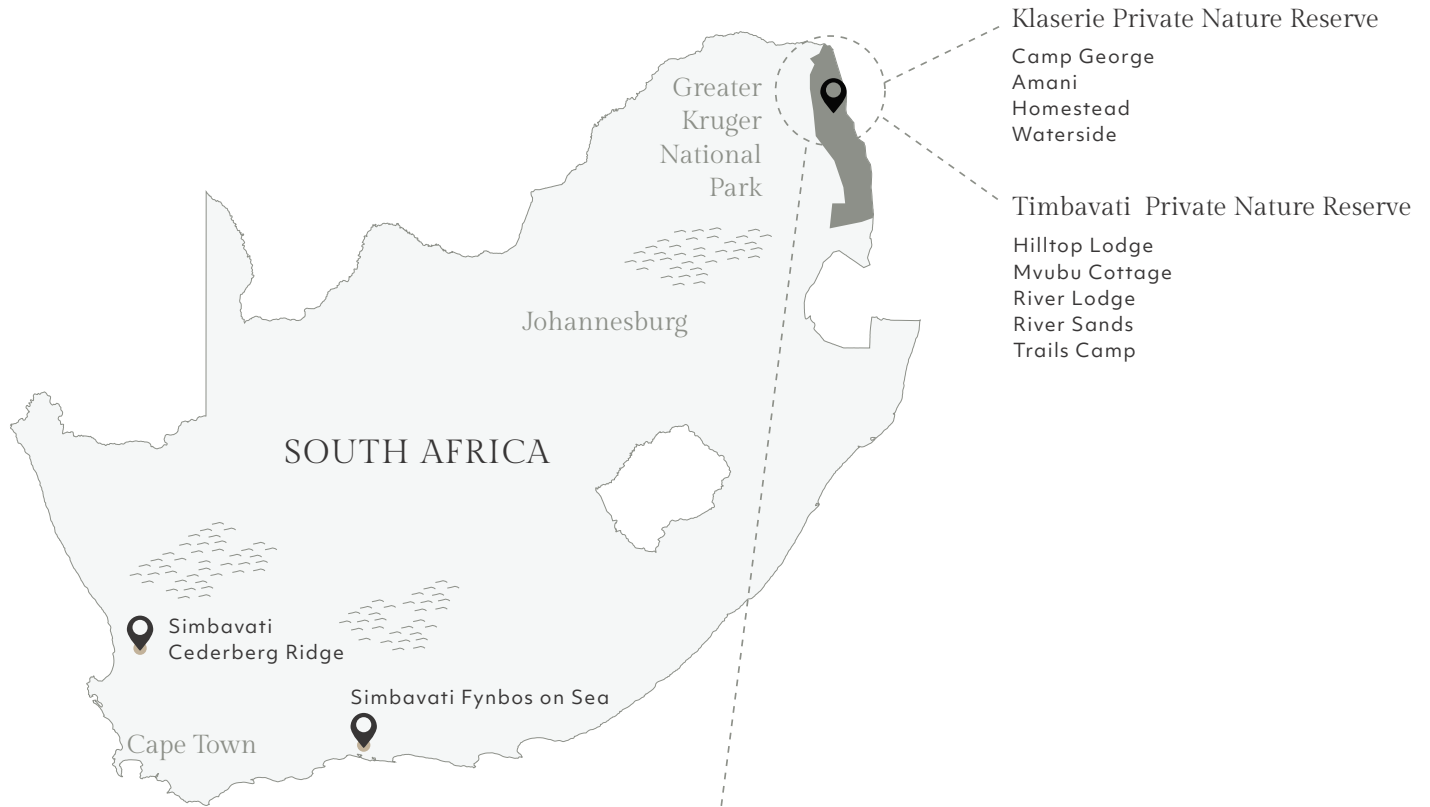 Klaserie Private Nature Reserve
Camp George
Amani
Homestead
Waterside
Greater
Kruger
National
Park
Timbavati  Private Nature Reserve
Hilltop Lodge
Mvubu Cottage
River Lodge
River Sands
Trails Camp
Johannesburg
SOUTH AFRICA
Simbavati
Cederberg Ridge
Simbavati Fynbos on Sea
Cape Town